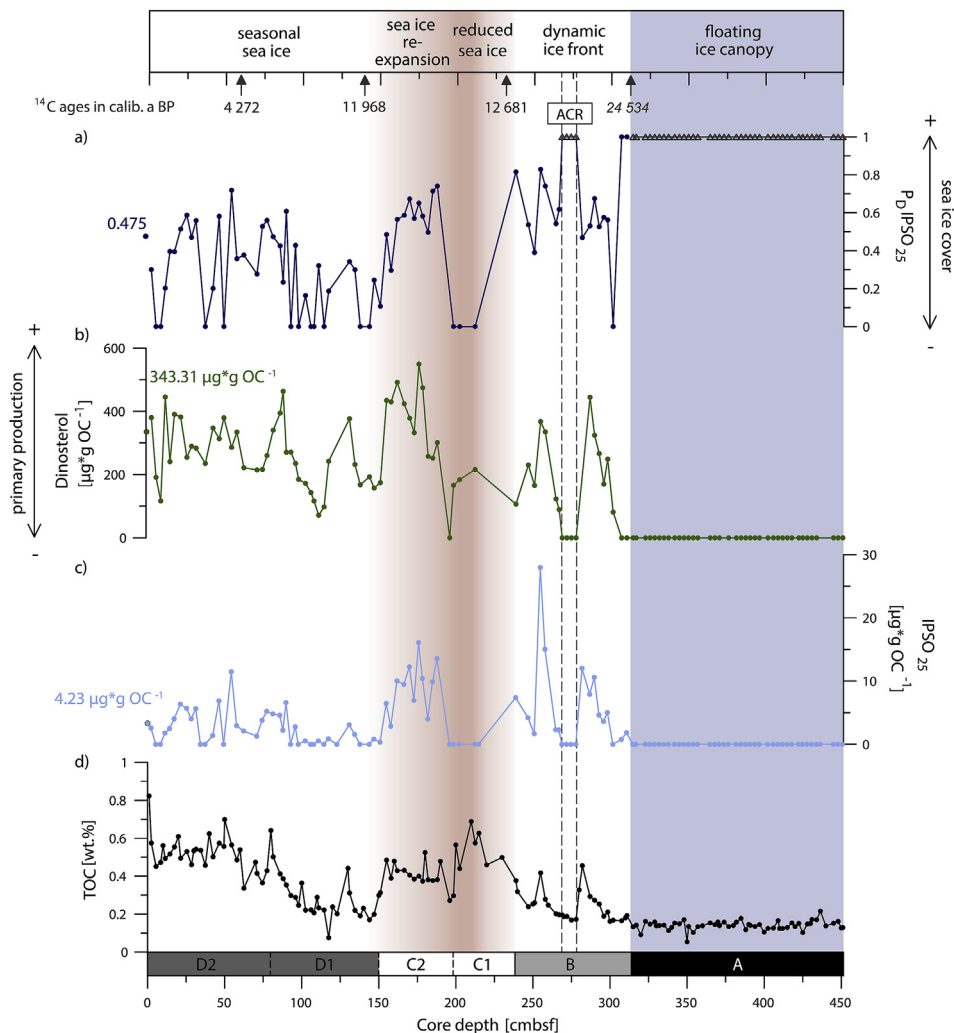 seasonal
sea ice
sea ice
re-
expansion
reduced
sea ice
dynamic
ice front
floating
ice canopy
¹⁴C ages in calib. a BP
4 272
11 968
12 681
24 534
ACR
a)
0.475
1
0.8
0.6
0.4
0.2
0
P_D IPSO₂₅
+
sea ice cover
-
b)
+
primary production
-
Dinosterol
[µg*g OC⁻¹]
600
400
200
0
343.31 µg*g OC⁻¹
c)
4.23 µg*g OC⁻¹
30
20
10
0
IPSO₂₅
[µg*g OC⁻¹]
d)
TOC [wt.%]
1
0.8
0.6
0.4
0.2
0
D2 D1 C2 C1 B A
0 50 100 150 200 250 300 350 400 450
Core depth [cmbsf]